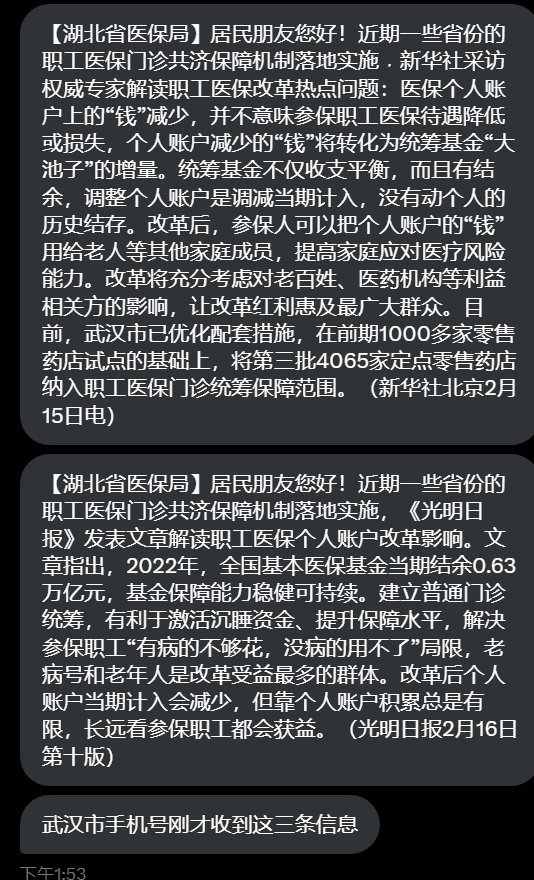 【湖北省医保局】居民朋友您好！近期一些省份的
职工医保门诊共济保障机制落地实施，新华社采访
权威专家解读职工医保改革热点问题：医保个人账
户上的“钱”减少，并不意味参保职工医保待遇降低
或损失，个人账户减少的“钱”将转化为统筹基金“大
池子”的增量。统筹基金不仅收支平衡，而且有结
余，调整个人账户是调减当期计入，没有动个人的
历史结存。改革后，参保人可以把个人账户的“钱”
用给老人等其他家庭成员，提高家庭应对医疗风险
能力。改革将充分考虑对老百姓、医药机构等利益
相关方的影响，让改革红利惠及最广大群众。目
前，武汉市已优化配套措施，在前期1000多家零售
药店试点的基础上，将第三批4065家定点零售药店
纳入职工医保门诊统筹保障范围。（新华社北京2月
15日电）
【湖北省医保局】居民朋友您好！近期一些省份的
职工医保门诊共济保障机制落地实施，《光明日
报》发表文章解读职工医保个人账户改革影响。文
章指出，2022年，全国基本医保基金当期结余0.63
万亿元，基金保障能力稳健可持续。建立普通门诊
统筹，有利于激活沉睡资金、提升保障水平，解决
参保职工“有病的不够花，没病的用不了”局限，老
病号和老年人是改革受益最多的群体。改革后个人
账户当期计入会减少，但靠个人账户积累总是有
限，长远看参保职工都会获益。（光明日报2月16日
第十版）
武汉市手机号刚才收到这三条信息
下午1:53